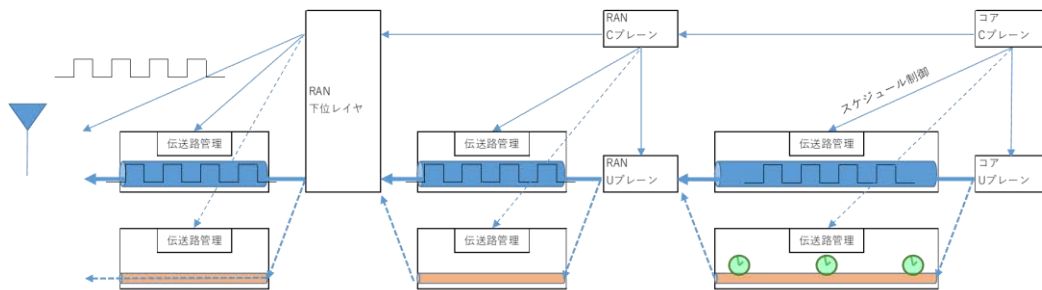 RAN
Cプレーン
コア
Cプレーン
RAN
下位レイヤ
スケジュール制御
伝送路管理
伝送路管理
伝送路管理
RAN
Uプレーン
コア
Uプレーン
伝送路管理
伝送路管理
伝送路管理